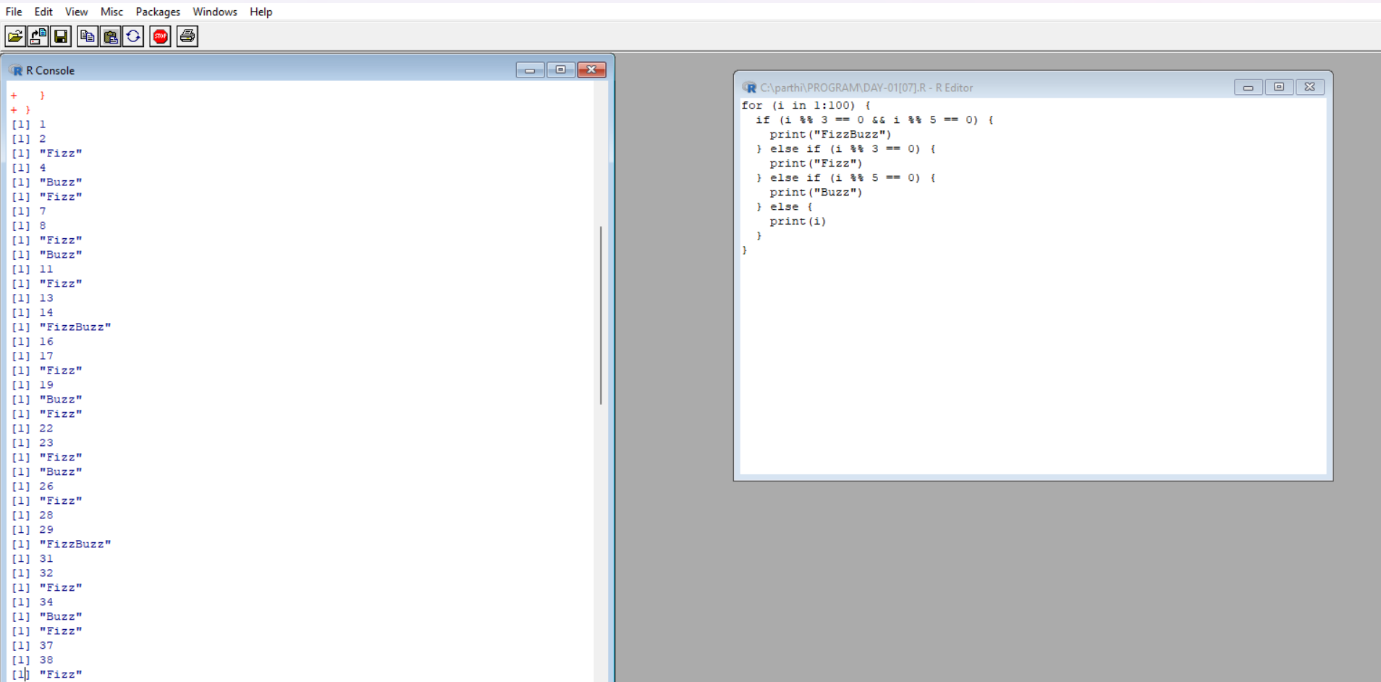 File Edit View Misc Packages Windows Help
STOP
R Console
+    }
+ }
[1] 1
[1] 2
[1] "Fizz"
[1] 4
[1] "Buzz"
[1] "Fizz"
[1] 7
[1] 8
[1] "Fizz"
[1] "Buzz"
[1] 11
[1] "Fizz"
[1] 13
[1] 14
[1] "FizzBuzz"
[1] 16
[1] 17
[1] "Fizz"
[1] 19
[1] "Buzz"
[1] "Fizz"
[1] 22
[1] 23
[1] "Fizz"
[1] "Buzz"
[1] 26
[1] "Fizz"
[1] 28
[1] 29
[1] "FizzBuzz"
[1] 31
[1] 32
[1] "Fizz"
[1] 34
[1] "Buzz"
[1] "Fizz"
[1] 37
[1] 38
[1] "Fizz"
C:\parthi\PROGRAM\DAY-01[07].R - R Editor
for (i in 1:100) {
  if (i %% 3 == 0 && i %% 5 == 0) {
    print("FizzBuzz")
  } else if (i %% 3 == 0) {
    print("Fizz")
  } else if (i %% 5 == 0) {
    print("Buzz")
  } else {
    print(i)
  }
}